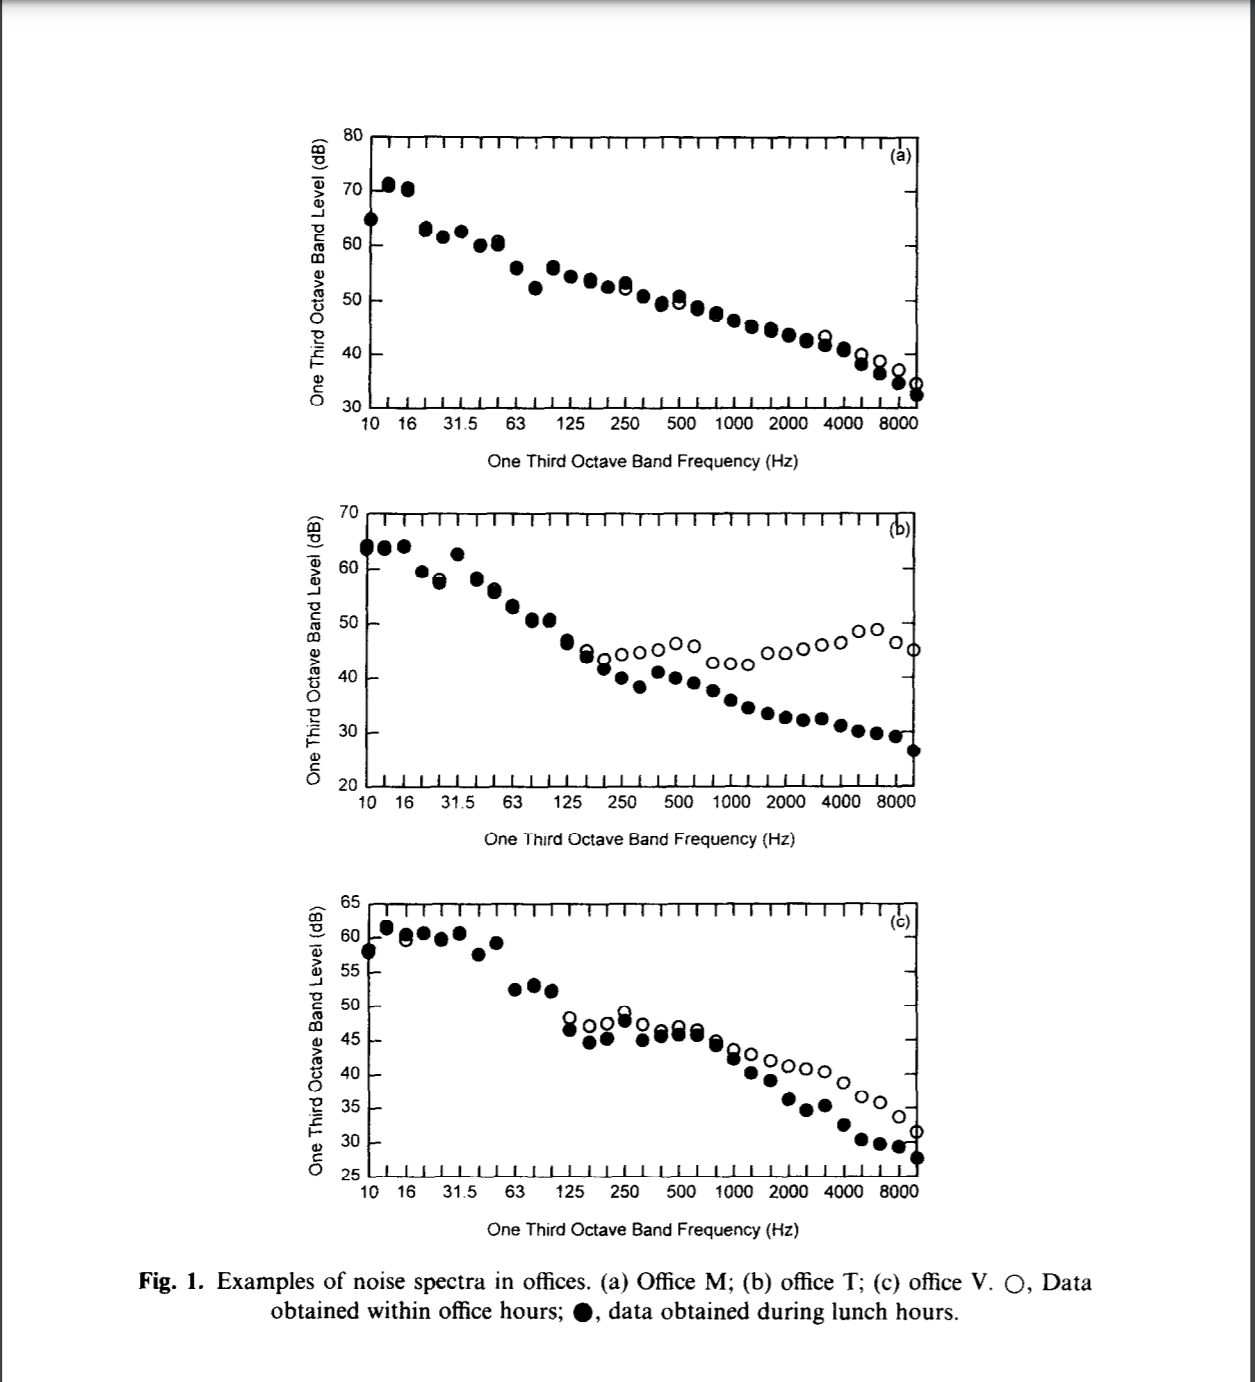 80
70
60
50
40
30
One Third Octave Band Level (dB)
(a)
10 16 31.5 63 125 250 500 1000 2000 4000 8000
One Third Octave Band Frequency (Hz)
70
60
50
40
30
20
One Third Octave Band Level (dB)
(b)
10 16 31.5 63 125 250 500 1000 2000 4000 8000
One Third Octave Band Frequency (Hz)
65
60
55
50
45
40
35
30
25
One Third Octave Band Level (dB)
(c)
10 16 31.5 63 125 250 500 1000 2000 4000 8000
One Third Octave Band Frequency (Hz)
Fig. 1. Examples of noise spectra in offices. (a) Office M; (b) office T; (c) office V. ○, Data
obtained within office hours; ●, data obtained during lunch hours.